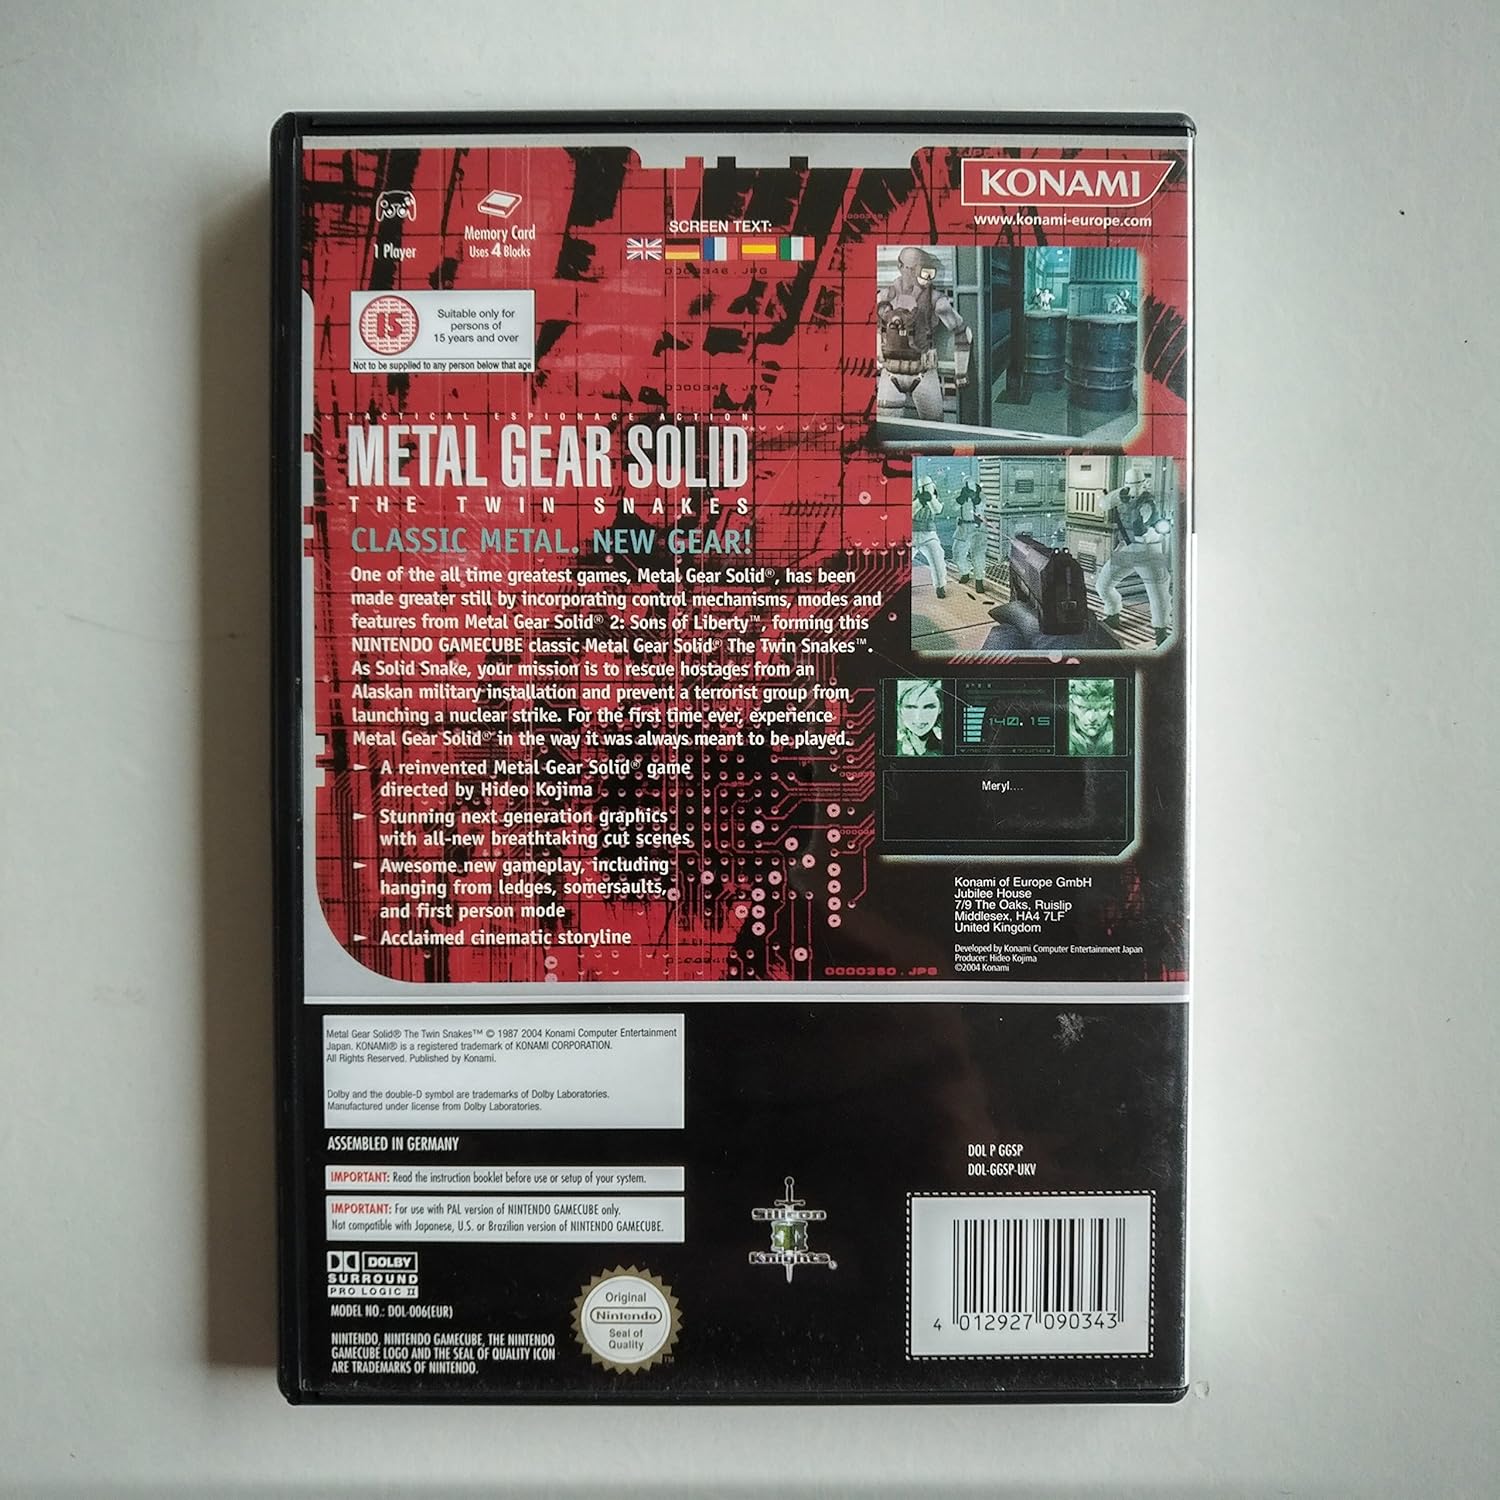 KONAMI
www.konami-europe.com
1 Player
Memory Card
Uses 4 Blocks
SCREEN TEXT:
0000346.JPG
15
Suitable only for
persons of
15 years and over
Not to be supplied to any person below that age
0000347.JPG
TACTICAL ESPIONAGE ACTION
METAL GEAR SOLID
THE TWIN SNAKES
CLASSIC METAL. NEW GEAR!
One of the all time greatest games, Metal Gear Solid®, has been
made greater still by incorporating control mechanisms, modes and
features from Metal Gear Solid® 2: Sons of Liberty™, forming this
NINTENDO GAMECUBE classic Metal Gear Solid® The Twin Snakes™.
As Solid Snake, your mission is to rescue hostages from an
Alaskan military installation and prevent a terrorist group from
launching a nuclear strike. For the first time ever, experience
Metal Gear Solid® in the way it was always meant to be played.
► A reinvented Metal Gear Solid® game
directed by Hideo Kojima
► Stunning next generation graphics
with all-new breathtaking cut scenes
► Awesome new gameplay, including
hanging from ledges, somersaults,
and first person mode
► Acclaimed cinematic storyline
140.15
Meryl....
Konami of Europe GmbH
Jubilee House
7/9 The Oaks, Ruislip
Middlesex, HA4 7LF
United Kingdom
Developed by Konami Computer Entertainment Japan
Producer: Hideo Kojima
©2004 Konami
0000350.JPG
Metal Gear Solid® The Twin Snakes™ © 1987 2004 Konami Computer Entertainment
Japan. KONAMI® is a registered trademark of KONAMI CORPORATION.
All Rights Reserved. Published by Konami.
Dolby and the double-D symbol are trademarks of Dolby Laboratories.
Manufactured under license from Dolby Laboratories.
ASSEMBLED IN GERMANY
IMPORTANT: Read the instruction booklet before use or setup of your system.
IMPORTANT: For use with PAL version of NINTENDO GAMECUBE only.
Not compatible with Japanese, U.S. or Brazilian version of NINTENDO GAMECUBE.
DOLBY
SURROUND
PRO LOGIC II
MODEL NO.: DOL-006(EUR)
NINTENDO, NINTENDO GAMECUBE, THE NINTENDO
GAMECUBE LOGO AND THE SEAL OF QUALITY ICON
ARE TRADEMARKS OF NINTENDO.
Original
Nintendo
Seal of
Quality
TM
Silicon
Knights
DOL P GGSP
DOL-GGSP-UKV
4 012927 090343